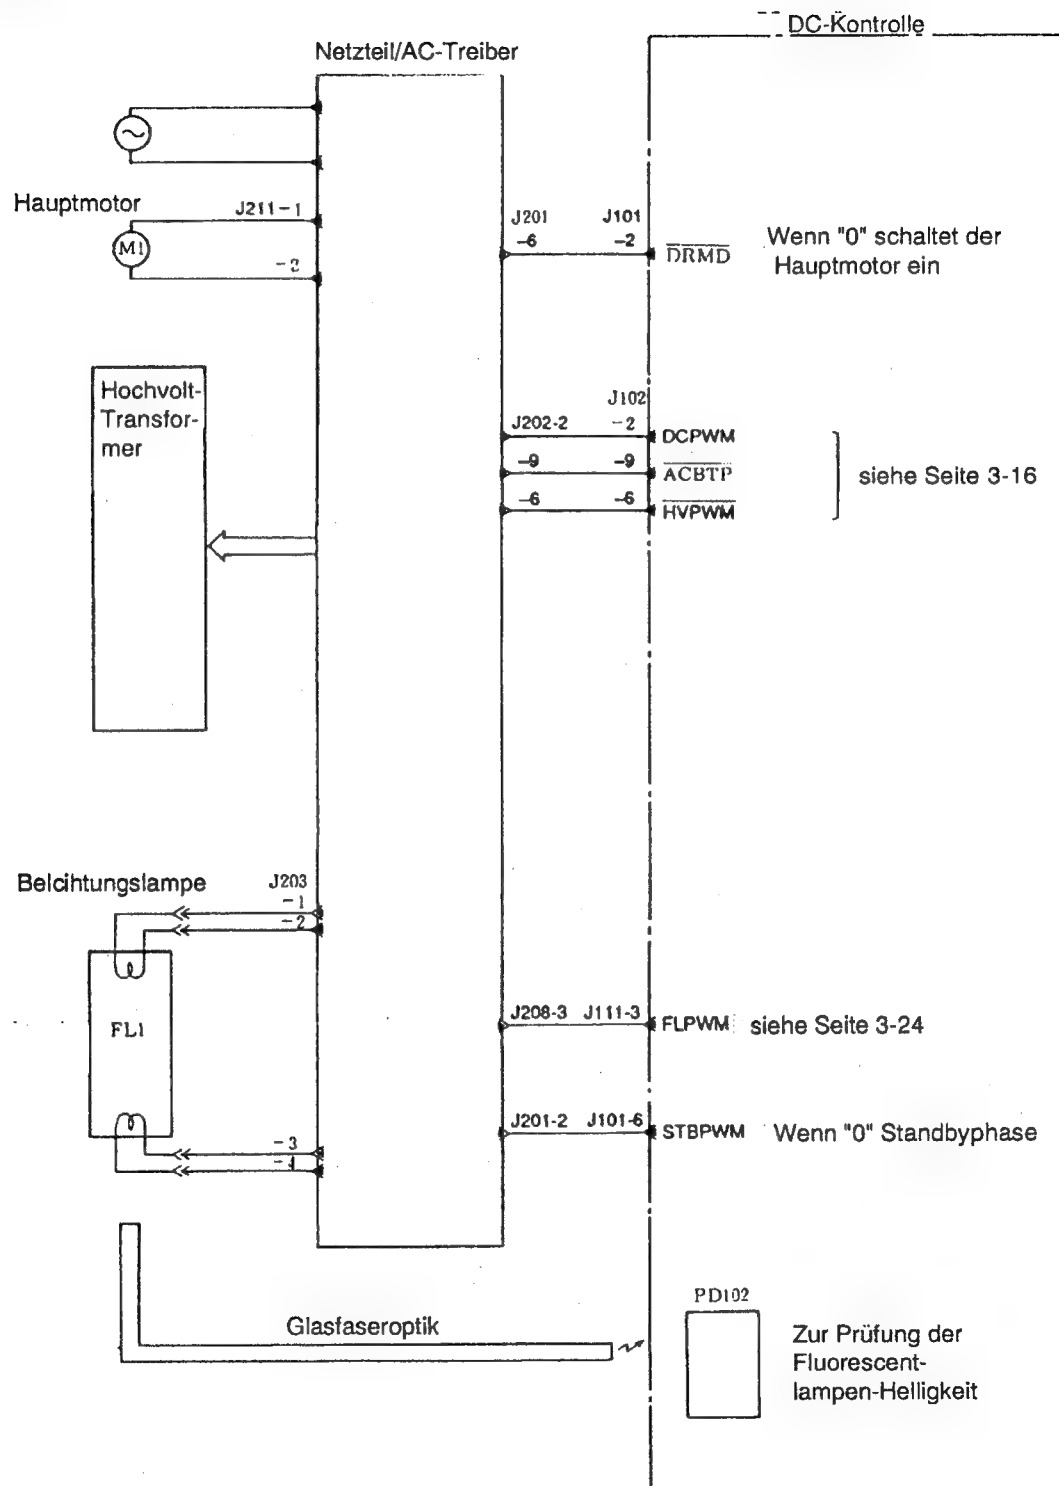 DC-Kontrolle
Netzteil/AC-Treiber
Hauptmotor
J211-1
M1
-2
J201
J101
-6
-2
DRMD
Wenn "0" schaltet der
Hauptmotor ein
Hochvolt-
Transfor-
mer
J102
J202-2
-2
DCPWM
-9
-9
ACBTP
-6
-6
HVPWM
siehe Seite 3-16
Belcihtungslampe
J203
-1
-2
FL1
J208-3
J111-3
FLPWM
siehe Seite 3-24
J201-2
J101-6
STBPWM
Wenn "0" Standbyphase
-3
-4
Glasfaseroptik
PD102
Zur Prüfung der
Fluorescent-
lampen-Helligkeit